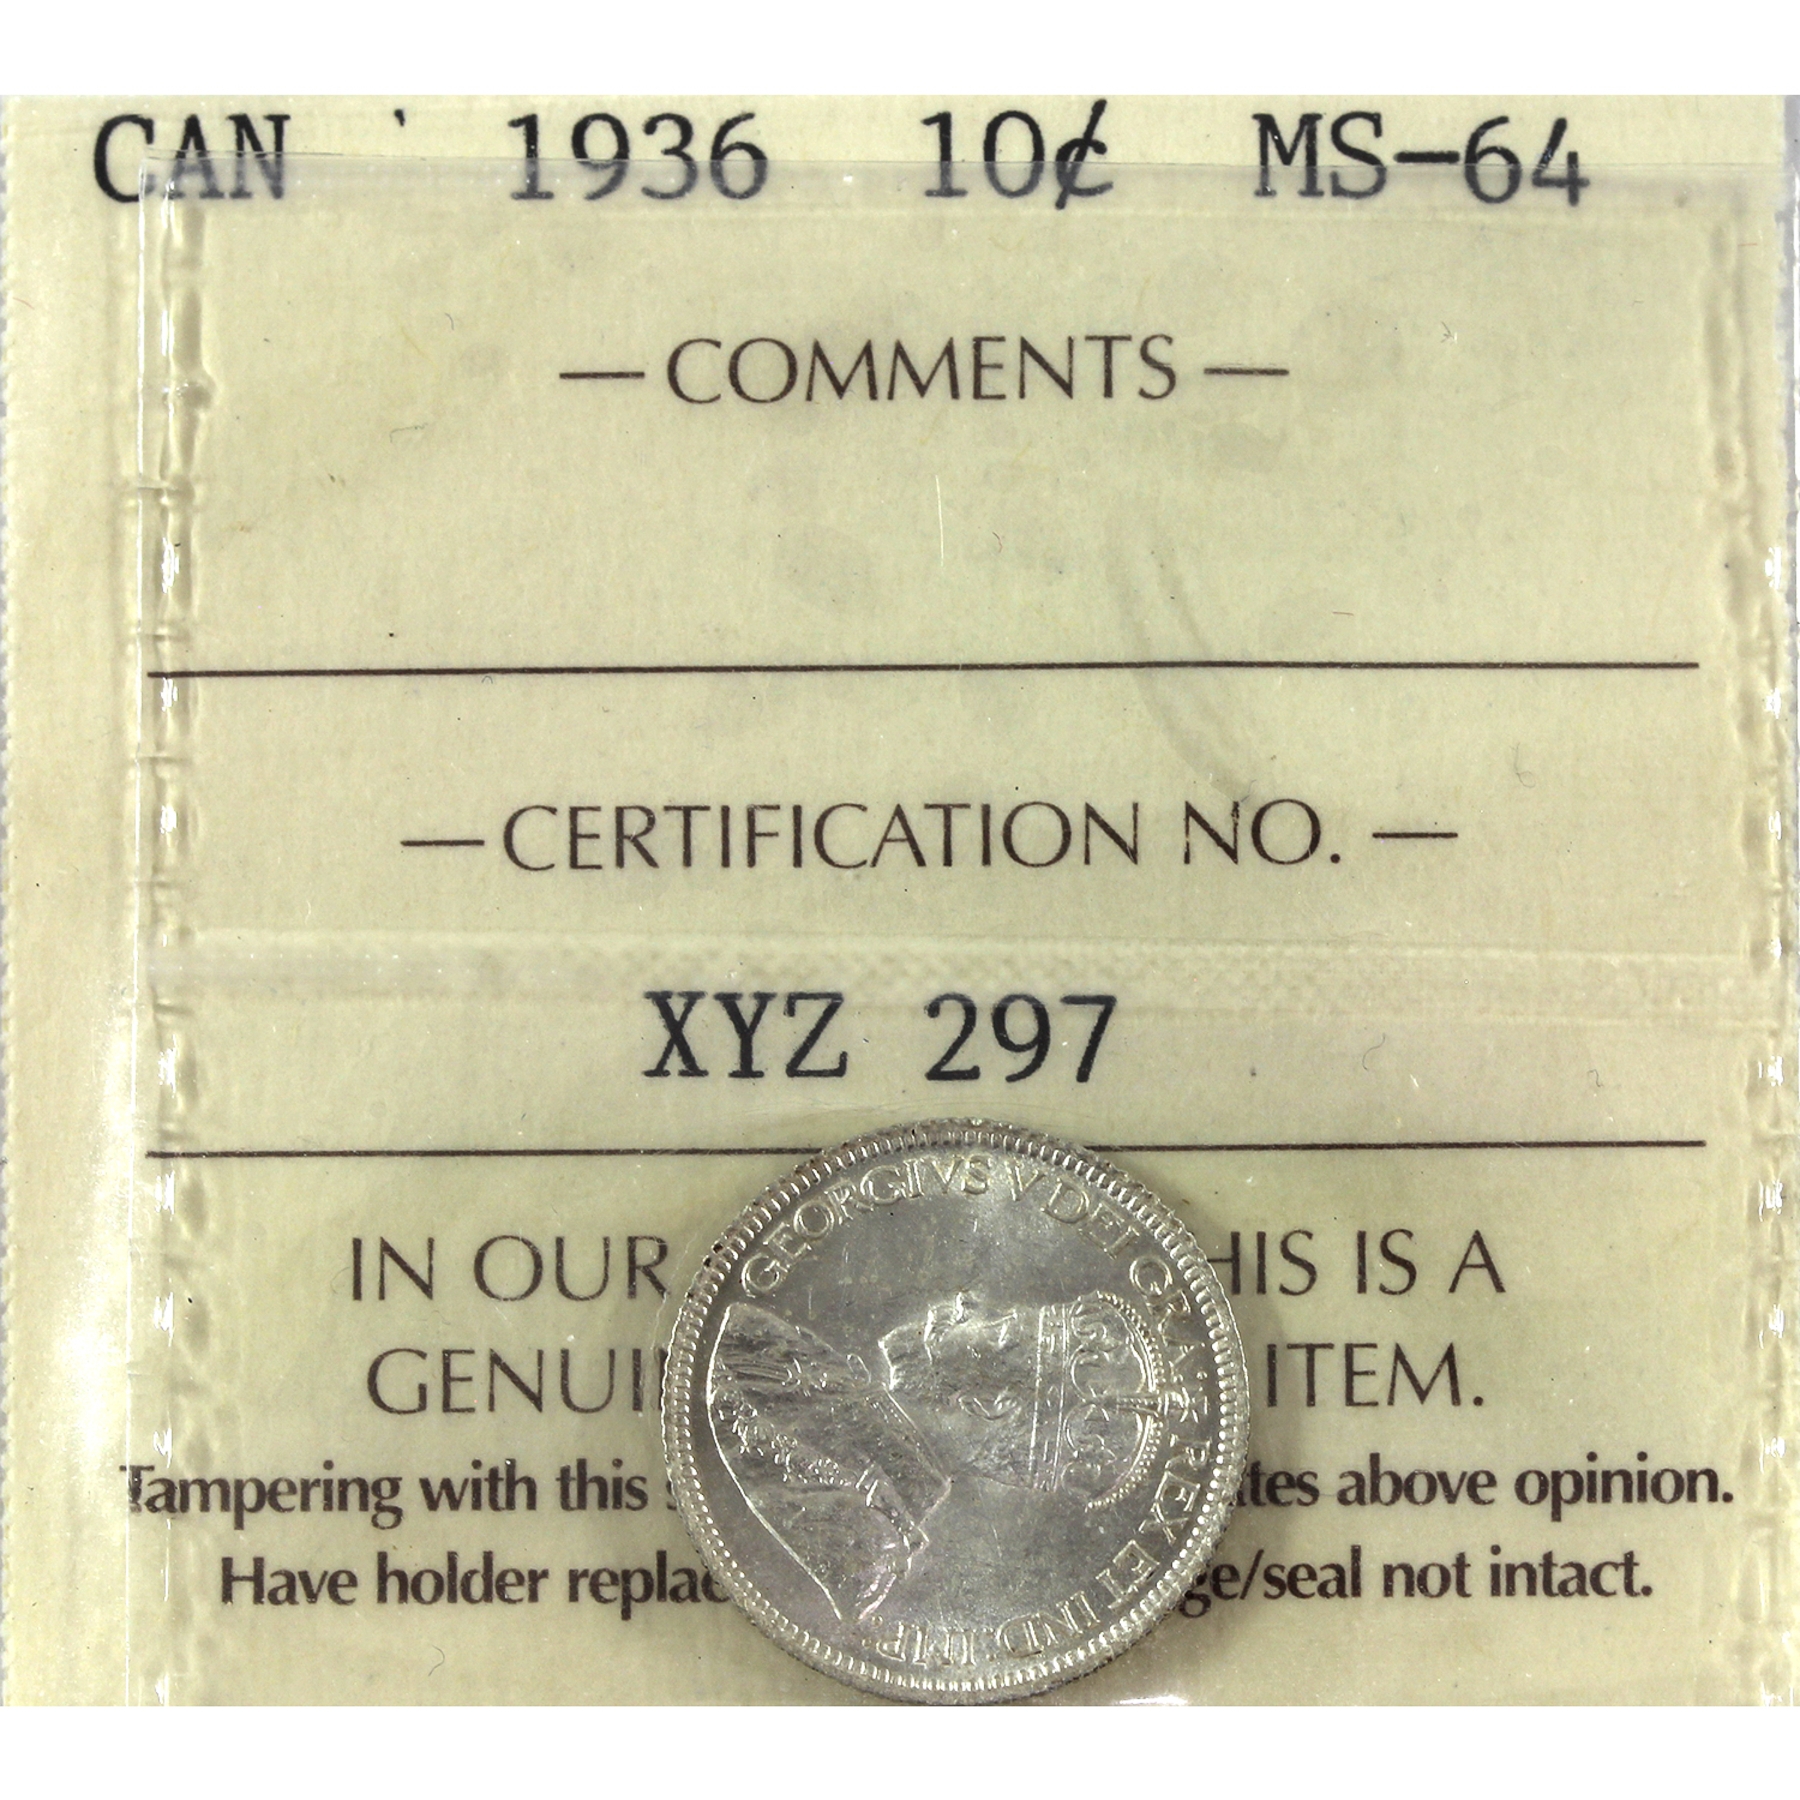 CAN ' 1936 10¢ MS-64
— COMMENTS —
— CERTIFICATION NO. —
XYZ 297
IN OUR HIS IS A
GENUI ITEM.
Tampering with this tes above opinion.
Have holder replac ge/seal not intact.
GEORGIVS V DEI GRA: REX ET IND: IMP: